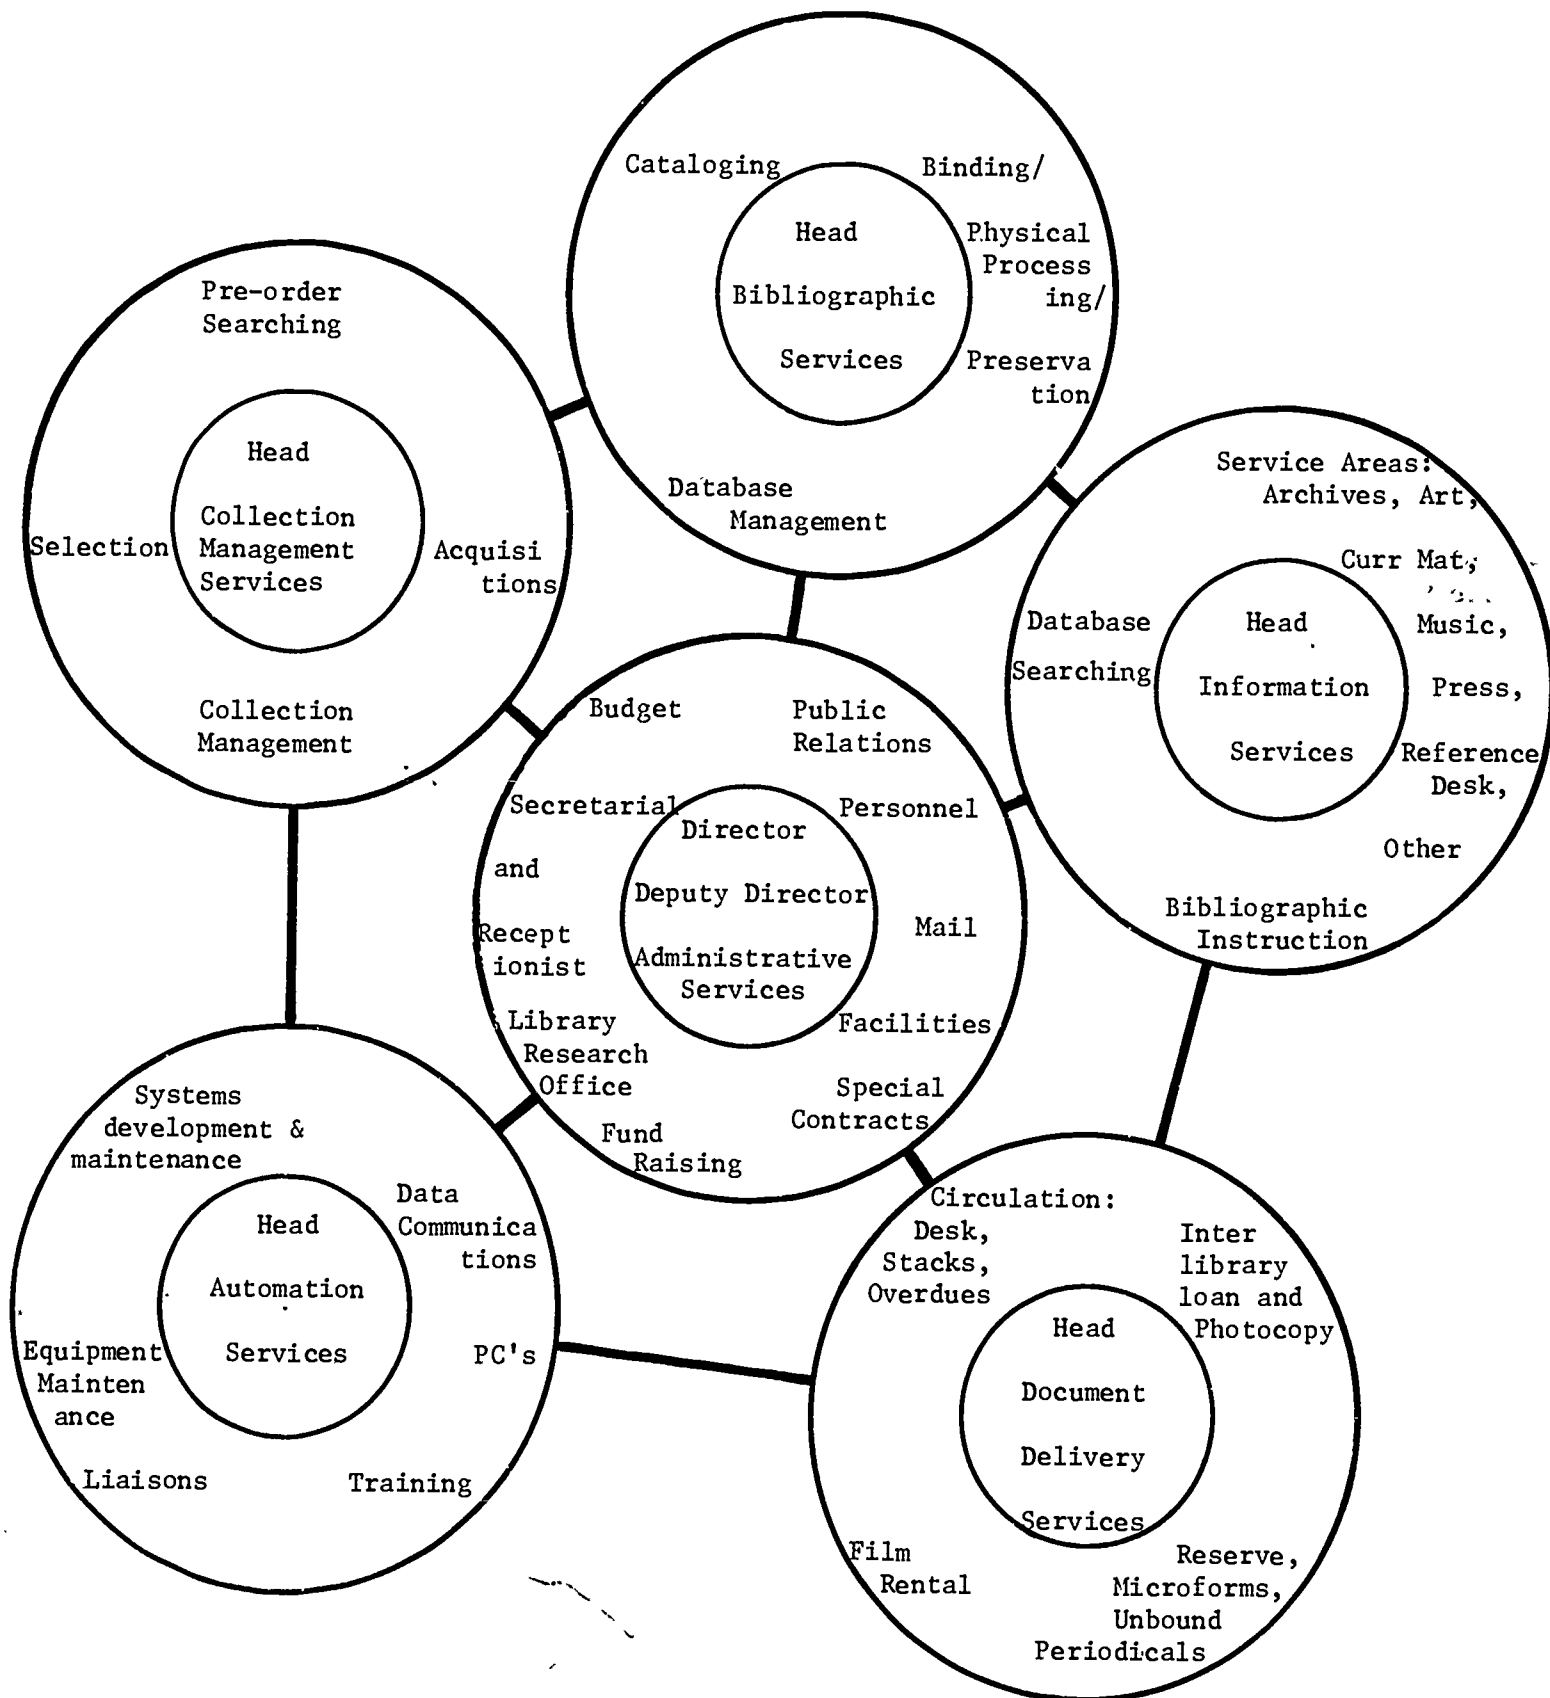 Cataloging
Binding/
Physical
Process
ing/
Preserva
tion
Head
Bibliographic
Services
Database
Management
Pre-order
Searching
Head
Collection
Management
Services
Selection
Acquisi
tions
Collection
Management
Service Areas:
Archives, Art,
Curr Mat,
Music,
Press,
Reference
Desk,
Other
Database
Searching
Head
Information
Services
Bibliographic
Instruction
Budget
Public
Relations
Secretarial
and
Recept
ionist
Personnel
Director
Deputy Director
Administrative
Services
Mail
Library
Research
Office
Facilities
Special
Contracts
Fund
Raising
Systems
development &
maintenance
Data
Communica
tions
Head
Automation
Services
PC's
Equipment
Mainten
ance
Liaisons
Training
Circulation:
Desk,
Stacks,
Overdues
Inter
library
loan and
Photocopy
Head
Document
Delivery
Services
Film
Rental
Reserve,
Microforms,
Unbound
Periodicals